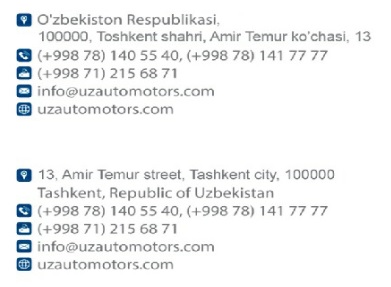 O'zbekiston Respublikasi,
100000, Toshkent shahri, Amir Temur ko'chasi, 13
(+998 78) 140 55 40, (+998 78) 141 77 77
(+998 71) 215 68 71
info@uzautomotors.com
uzautomotors.com
13, Amir Temur street, Tashkent city, 100000
Tashkent, Republic of Uzbekistan
(+998 78) 140 55 40, (+998 78) 141 77 77
(+998 71) 215 68 71
info@uzautomotors.com
uzautomotors.com